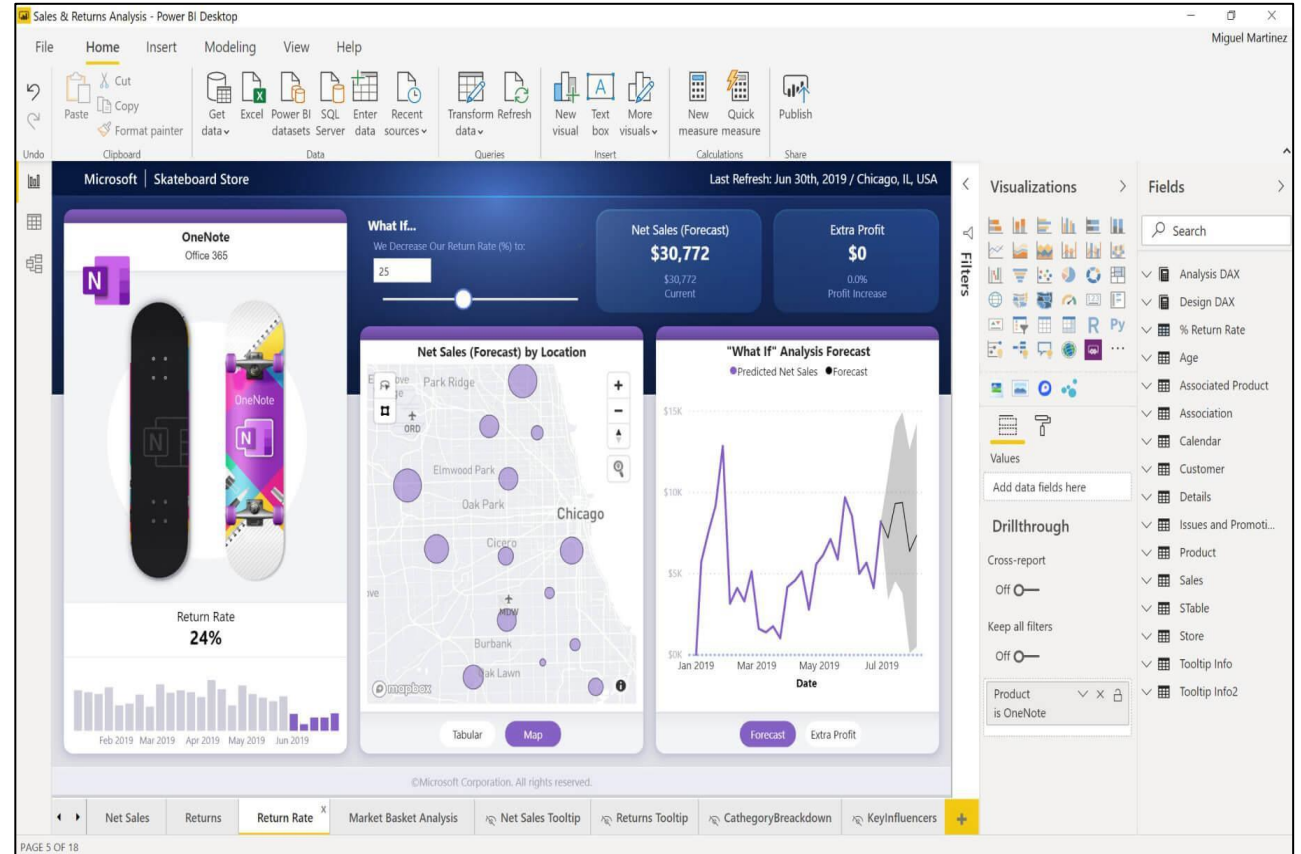 Sales & Returns Analysis - Power BI Desktop
Miguel Martinez
File Home Insert Modeling View Help
Cut
Copy
Format painter
Paste
Get data
Excel
Power BI datasets
SQL Server
Enter data
Recent sources
Transform data
Refresh
New visual
Text box
More visuals
New measure
Quick measure
Publish
Undo Clipboard Data Queries Insert Calculations Share
Microsoft | Skateboard Store
Last Refresh: Jun 30th, 2019 / Chicago, IL, USA
OneNote
Office 365
N
OneNote
N
N
Return Rate
24%
Feb 2019 Mar 2019 Apr 2019 May 2019 Jun 2019
What If...
We Decrease Our Return Rate (%) to:
25
Net Sales (Forecast)
$30,772
$30,772
Current
Extra Profit
$0
0.0%
Profit Increase
Net Sales (Forecast) by Location
Park Ridge
ORD
Elmwood Park
Oak Park
Chicago
Cicero
MDW
Burbank
Oak Lawn
mapbox
Tabular Map
"What If" Analysis Forecast
Predicted Net Sales Forecast
$15K
$10K
$5K
$0K
Jan 2019 Mar 2019 May 2019 Jul 2019
Date
Forecast Extra Profit
©Microsoft Corporation. All rights reserved.
Filters
Visualizations
R Py
Values
Add data fields here
Drillthrough
Cross-report
Off
Keep all filters
Off
Product
is OneNote
Fields
Search
Analysis DAX
Design DAX
% Return Rate
Age
Associated Product
Association
Calendar
Customer
Details
Issues and Promoti...
Product
Sales
STable
Store
Tooltip Info
Tooltip Info2
Net Sales Returns Return Rate X Market Basket Analysis Net Sales Tooltip Returns Tooltip CathegoryBreackdown KeyInfluencers +
PAGE 5 OF 18